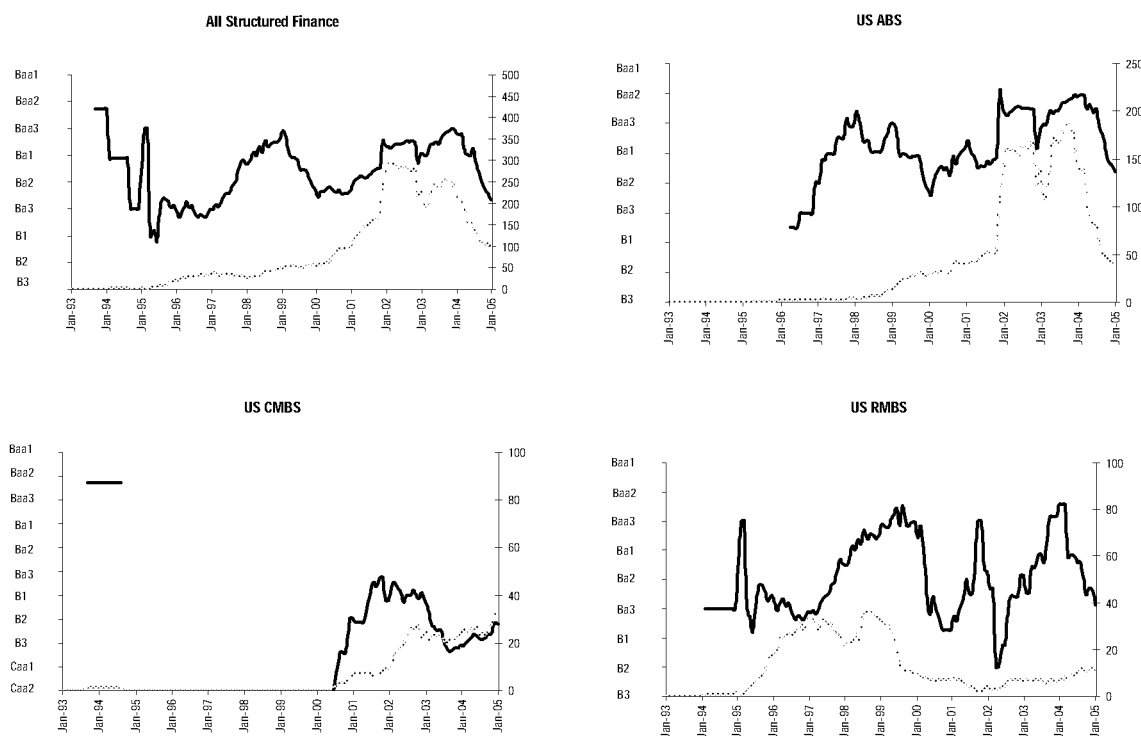 All Structured Finance
Baa1
Baa2
Baa3
Ba1
Ba2
Ba3
B1
B2
B3
500
450
400
350
300
250
200
150
100
50
0
Jan-93
Jan-94
Jan-95
Jan-96
Jan-97
Jan-98
Jan-99
Jan-00
Jan-01
Jan-02
Jan-03
Jan-04
Jan-05
US ABS
Baa1
Baa2
Baa3
Ba1
Ba2
Ba3
B1
B2
B3
250
200
150
100
50
0
Jan-93
Jan-94
Jan-95
Jan-96
Jan-97
Jan-98
Jan-99
Jan-00
Jan-01
Jan-02
Jan-03
Jan-04
Jan-05
US CMBS
Baa1
Baa2
Baa3
Ba1
Ba2
Ba3
B1
B2
B3
Caa1
Caa2
100
80
60
40
20
0
Jan-93
Jan-94
Jan-95
Jan-96
Jan-97
Jan-98
Jan-99
Jan-00
Jan-01
Jan-02
Jan-03
Jan-04
Jan-05
US RMBS
Baa1
Baa2
Baa3
Ba1
Ba2
Ba3
B1
B2
B3
100
80
60
40
20
0
Jan-93
Jan-94
Jan-95
Jan-96
Jan-97
Jan-98
Jan-99
Jan-00
Jan-01
Jan-02
Jan-03
Jan-04
Jan-05